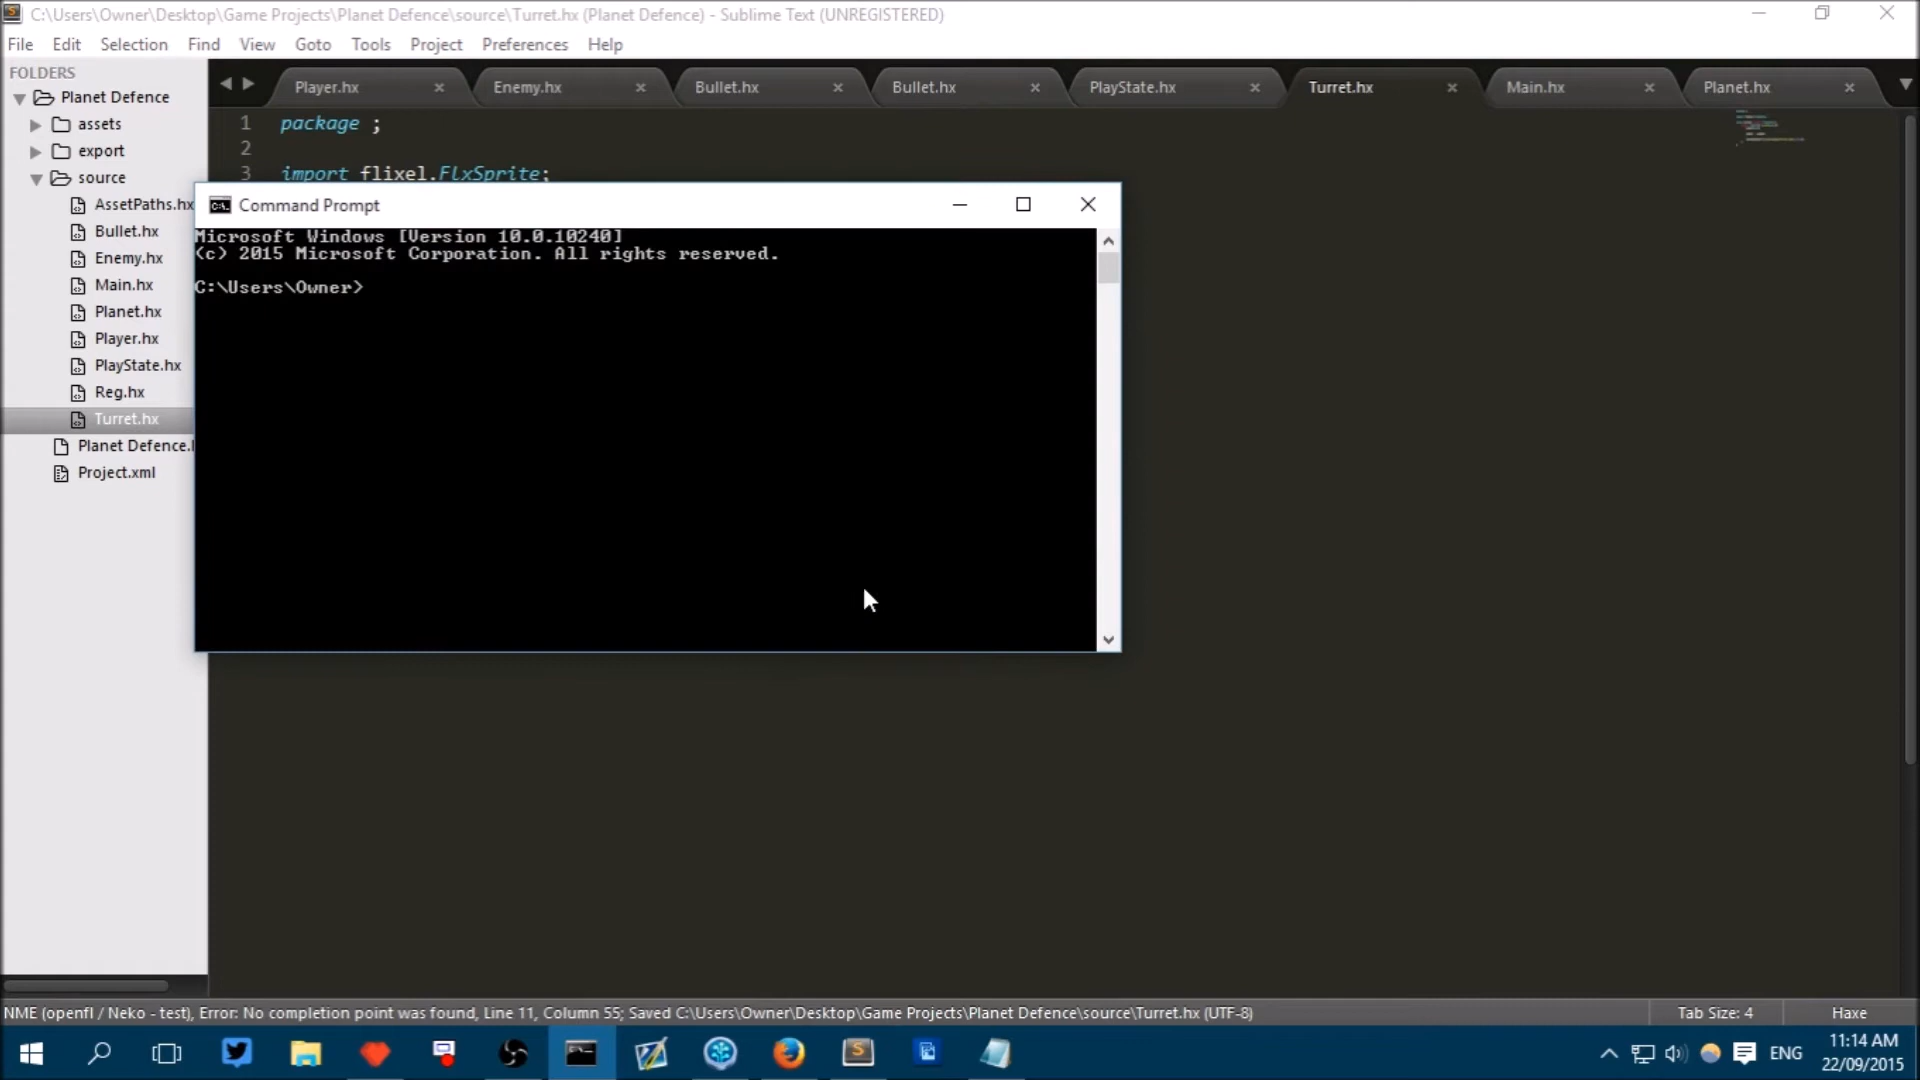 C:\Users\Owner\Desktop\Game Projects\Planet Defence\source\Turret.hx (Planet Defence) - Sublime Text (UNREGISTERED)
File Edit Selection Find View Goto Tools Project Preferences Help
FOLDERS
Planet Defence
assets
export
source
AssetPaths.hx
Bullet.hx
Enemy.hx
Main.hx
Planet.hx
Player.hx
PlayState.hx
Reg.hx
Turret.hx
Planet Defence.
Project.xml
Player.hx Enemy.hx Bullet.hx Bullet.hx PlayState.hx Turret.hx Main.hx Planet.hx
1 package ;
2
3 import flixel.FlxSprite;
Command Prompt
Microsoft Windows [Version 10.0.10240]
(c) 2015 Microsoft Corporation. All rights reserved.
C:\Users\Owner>
NME (openfl / Neko - test), Error: No completion point was found, Line 11, Column 55; Saved C:\Users\Owner\Desktop\Game Projects\Planet Defence\source\Turret.hx (UTF-8) Tab Size: 4 Haxe
ENG
11:14 AM
22/09/2015